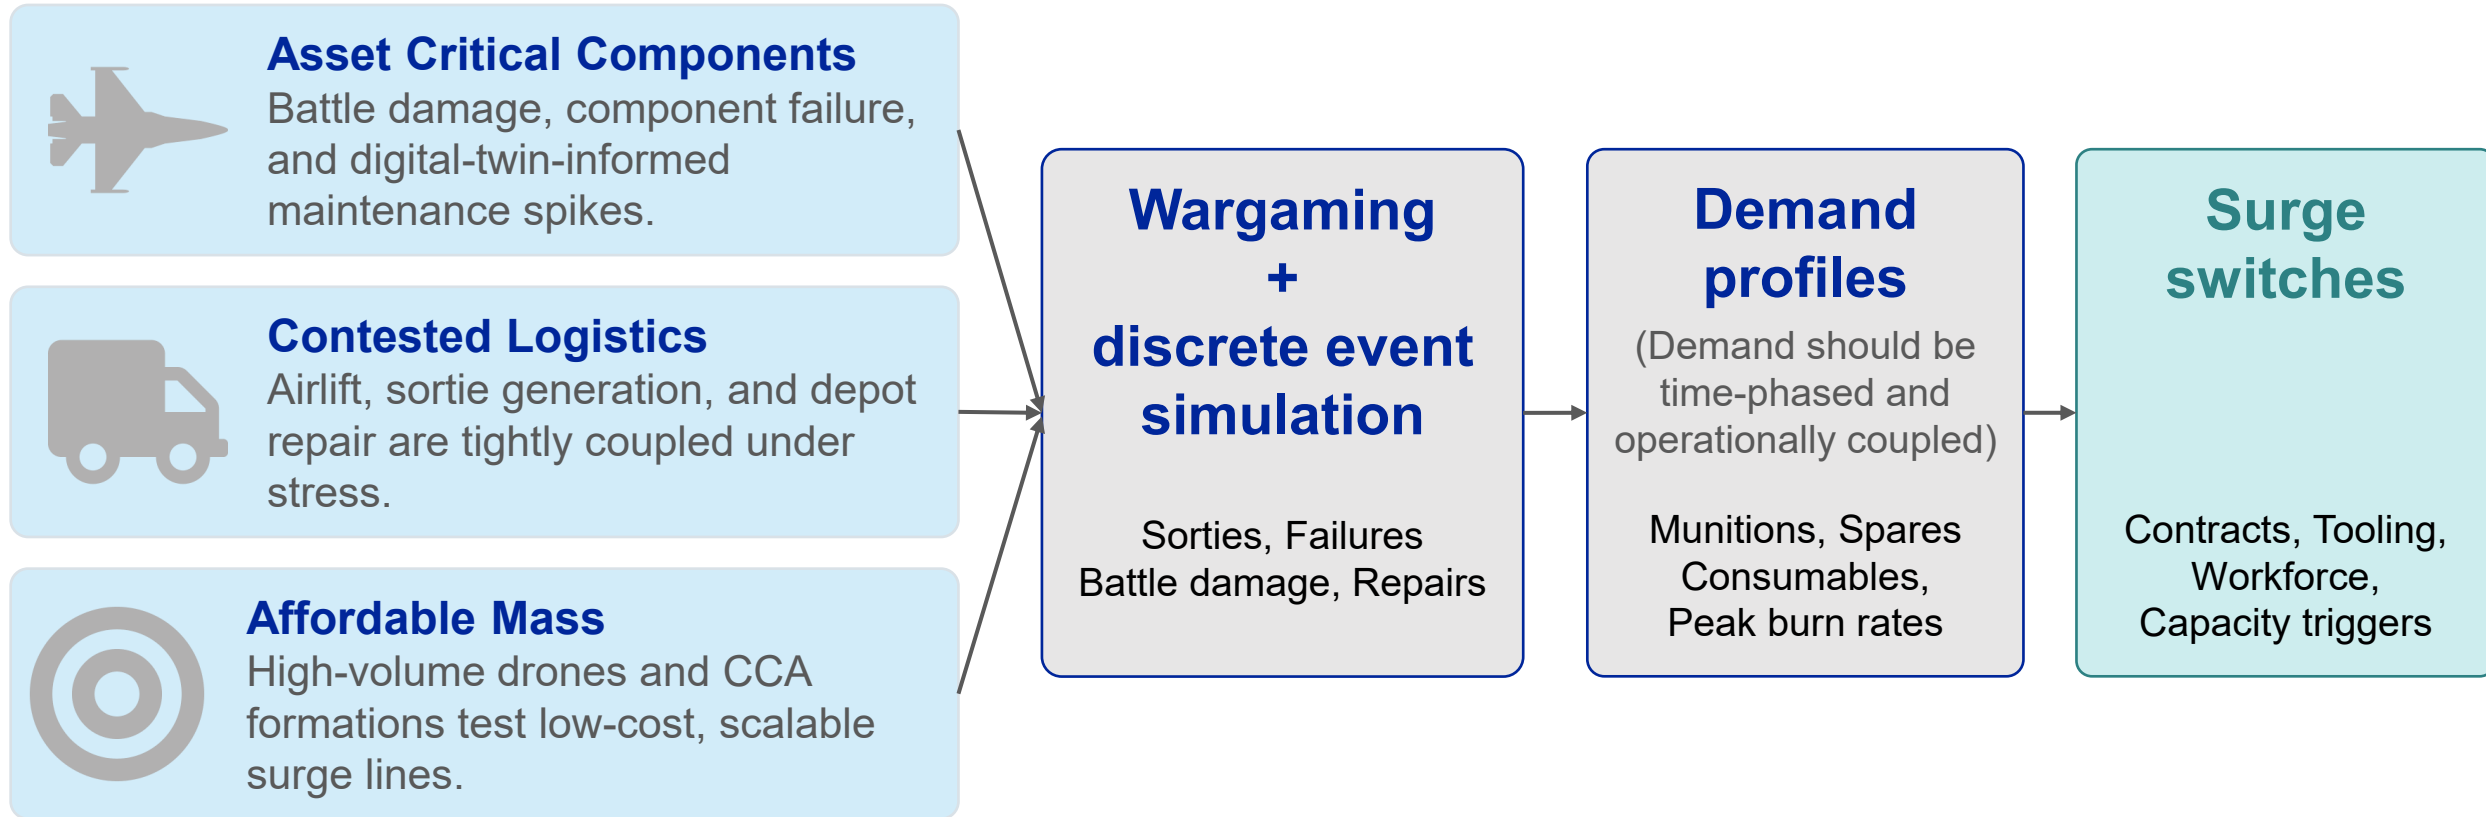 Asset Critical Components
Battle damage, component failure,
and digital-twin-informed
maintenance spikes.
Contested Logistics
Airlift, sortie generation, and depot
repair are tightly coupled under
stress.
Affordable Mass
High-volume drones and CCA
formations test low-cost, scalable
surge lines.
Wargaming
+
discrete event
simulation
Sorties, Failures
Battle damage, Repairs
Demand
profiles
(Demand should be
time-phased and
operationally coupled)
Munitions, Spares
Consumables,
Peak burn rates
Surge
switches
Contracts, Tooling,
Workforce,
Capacity triggers